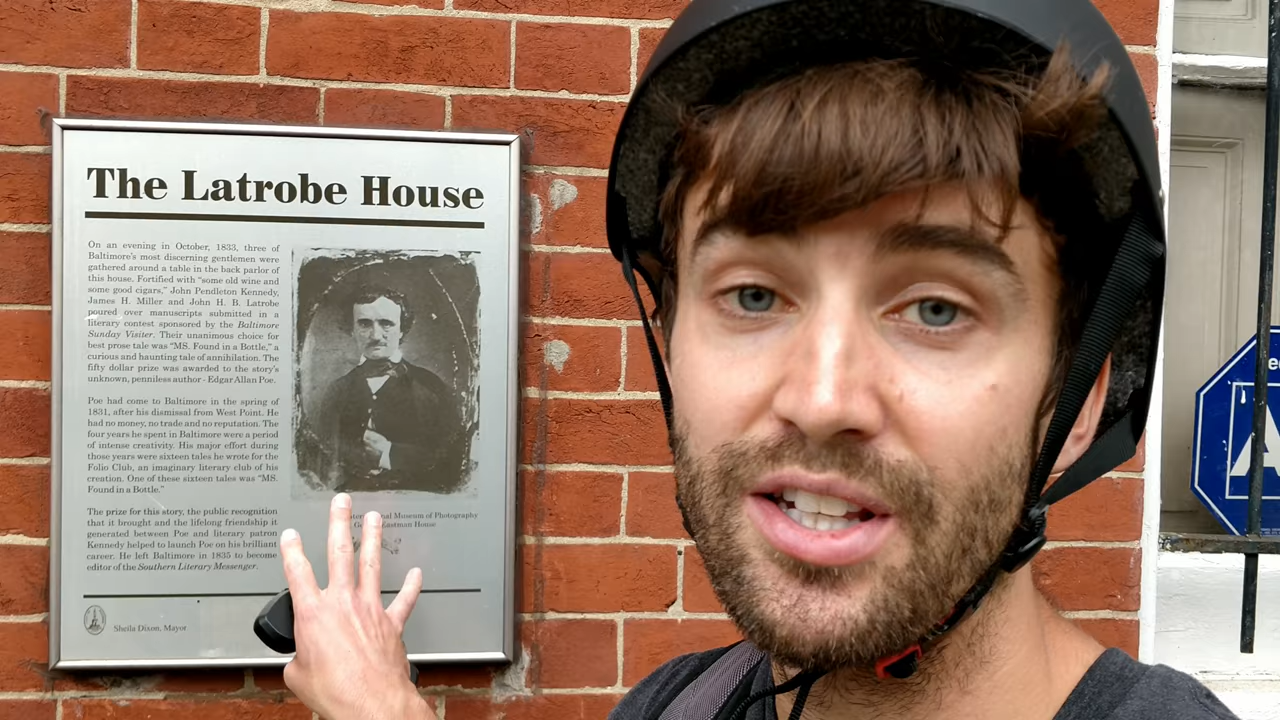 The Latrobe House
On an evening in October, 1833, three of
Baltimore's most discerning gentlemen were
gathered around a table in the back parlor of
this house. Fortified with "some old wine and
some good cigars," John Pendleton Kennedy,
James H. Miller and John H. B. Latrobe
poured over manuscripts submitted in a
literary contest sponsored by the Baltimore
Sunday Visiter. Their unanimous choice for
best prose tale was "MS. Found in a Bottle," a
curious and haunting tale of annihilation. The
fifty dollar prize was awarded to the story's
unknown, penniless author - Edgar Allan Poe.
Poe had come to Baltimore in the spring of
1831, after his dismissal from West Point. He
had no money, no trade and no reputation. The
four years he spent in Baltimore were a period
of intense creativity. His major effort during
those years were sixteen tales he wrote for the
Folio Club, an imaginary literary club of his
creation. One of these sixteen tales was "MS.
Found in a Bottle."
The prize for this story, the public recognition
that it brought and the lifelong friendship it
generated between Poe and literary patron
Kennedy helped to launch Poe on his brilliant
career. He left Baltimore in 1835 to become
editor of the Southern Literary Messenger.
Museum of Photography
Eastman House
Sheila Dixon, Mayor